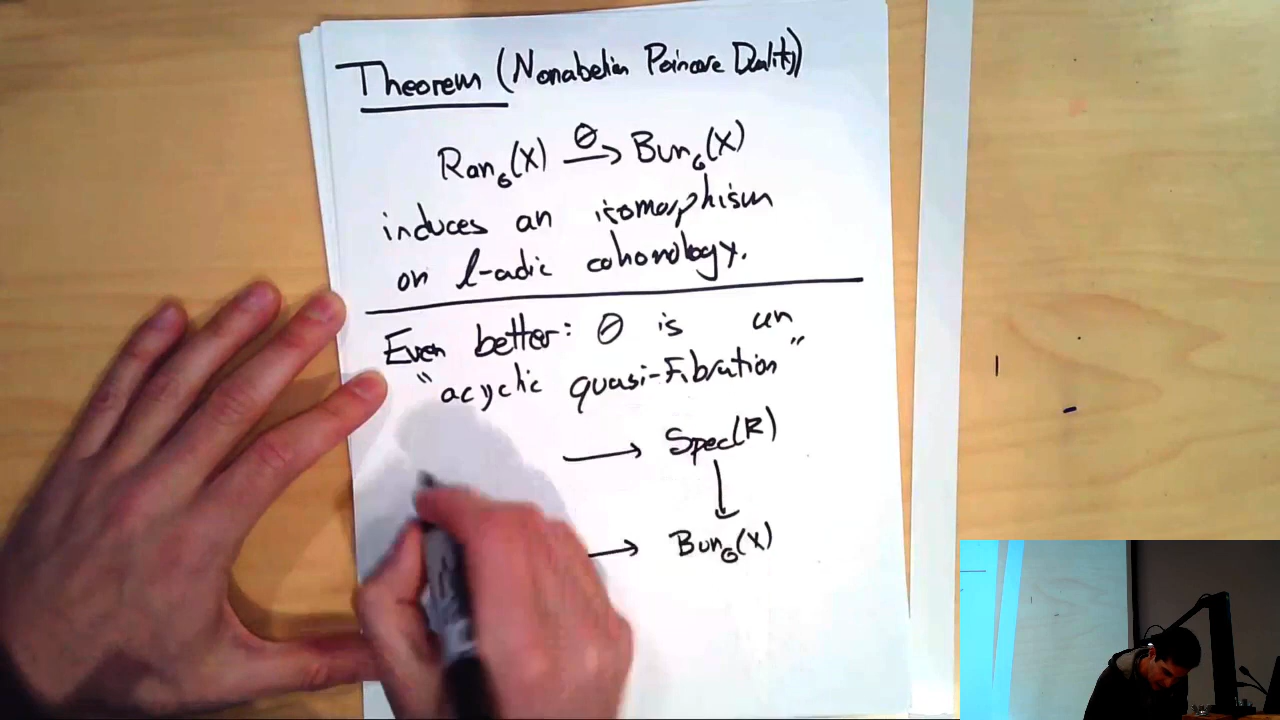 Theorem (Nonabelian Poincare Duality)
Ran_G(X) —θ→ Bun_G(X)
induces an isomorphism
on ℓ-adic cohomology.
Even better: θ is an
"acyclic quasi-Fibration"
→ Spec(R)
↓
→ Bun_G(X)